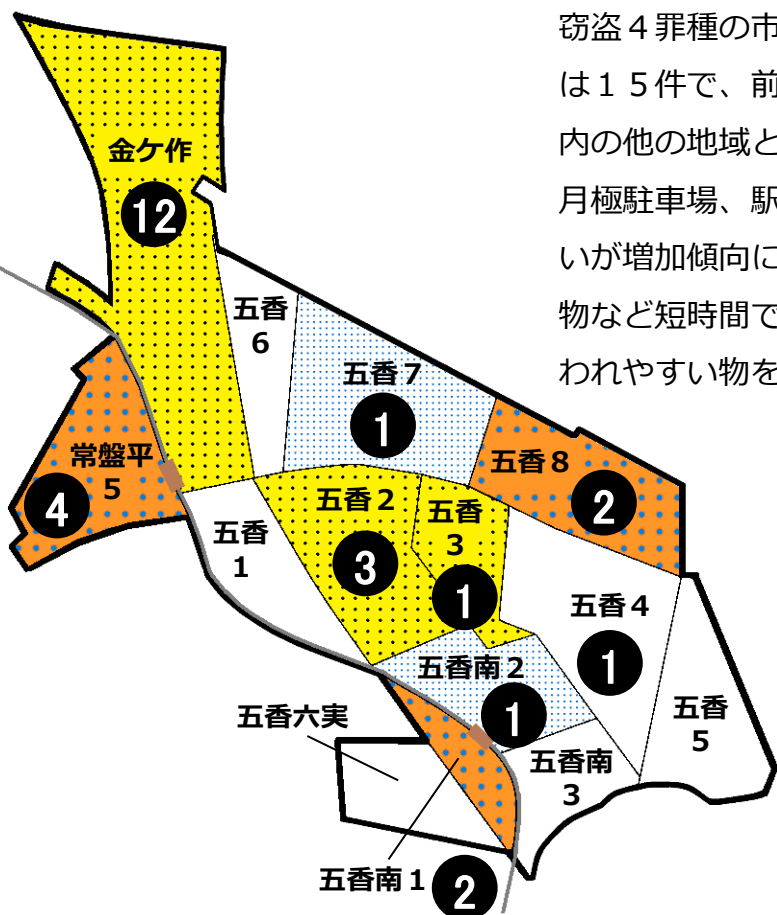 窃盗４罪種の市
は１５件で、前
内の他の地域と
月極駐車場、駅
いが増加傾向に
物など短時間で
われやすい物を
金ケ作
12
五香
6
五香７
1
五香８
2
常盤平
5
4
五香
1
五香２
3
五香
3
1
五香４
1
五香
5
五香南２
1
五香六実
五香南
3
五香南１
2